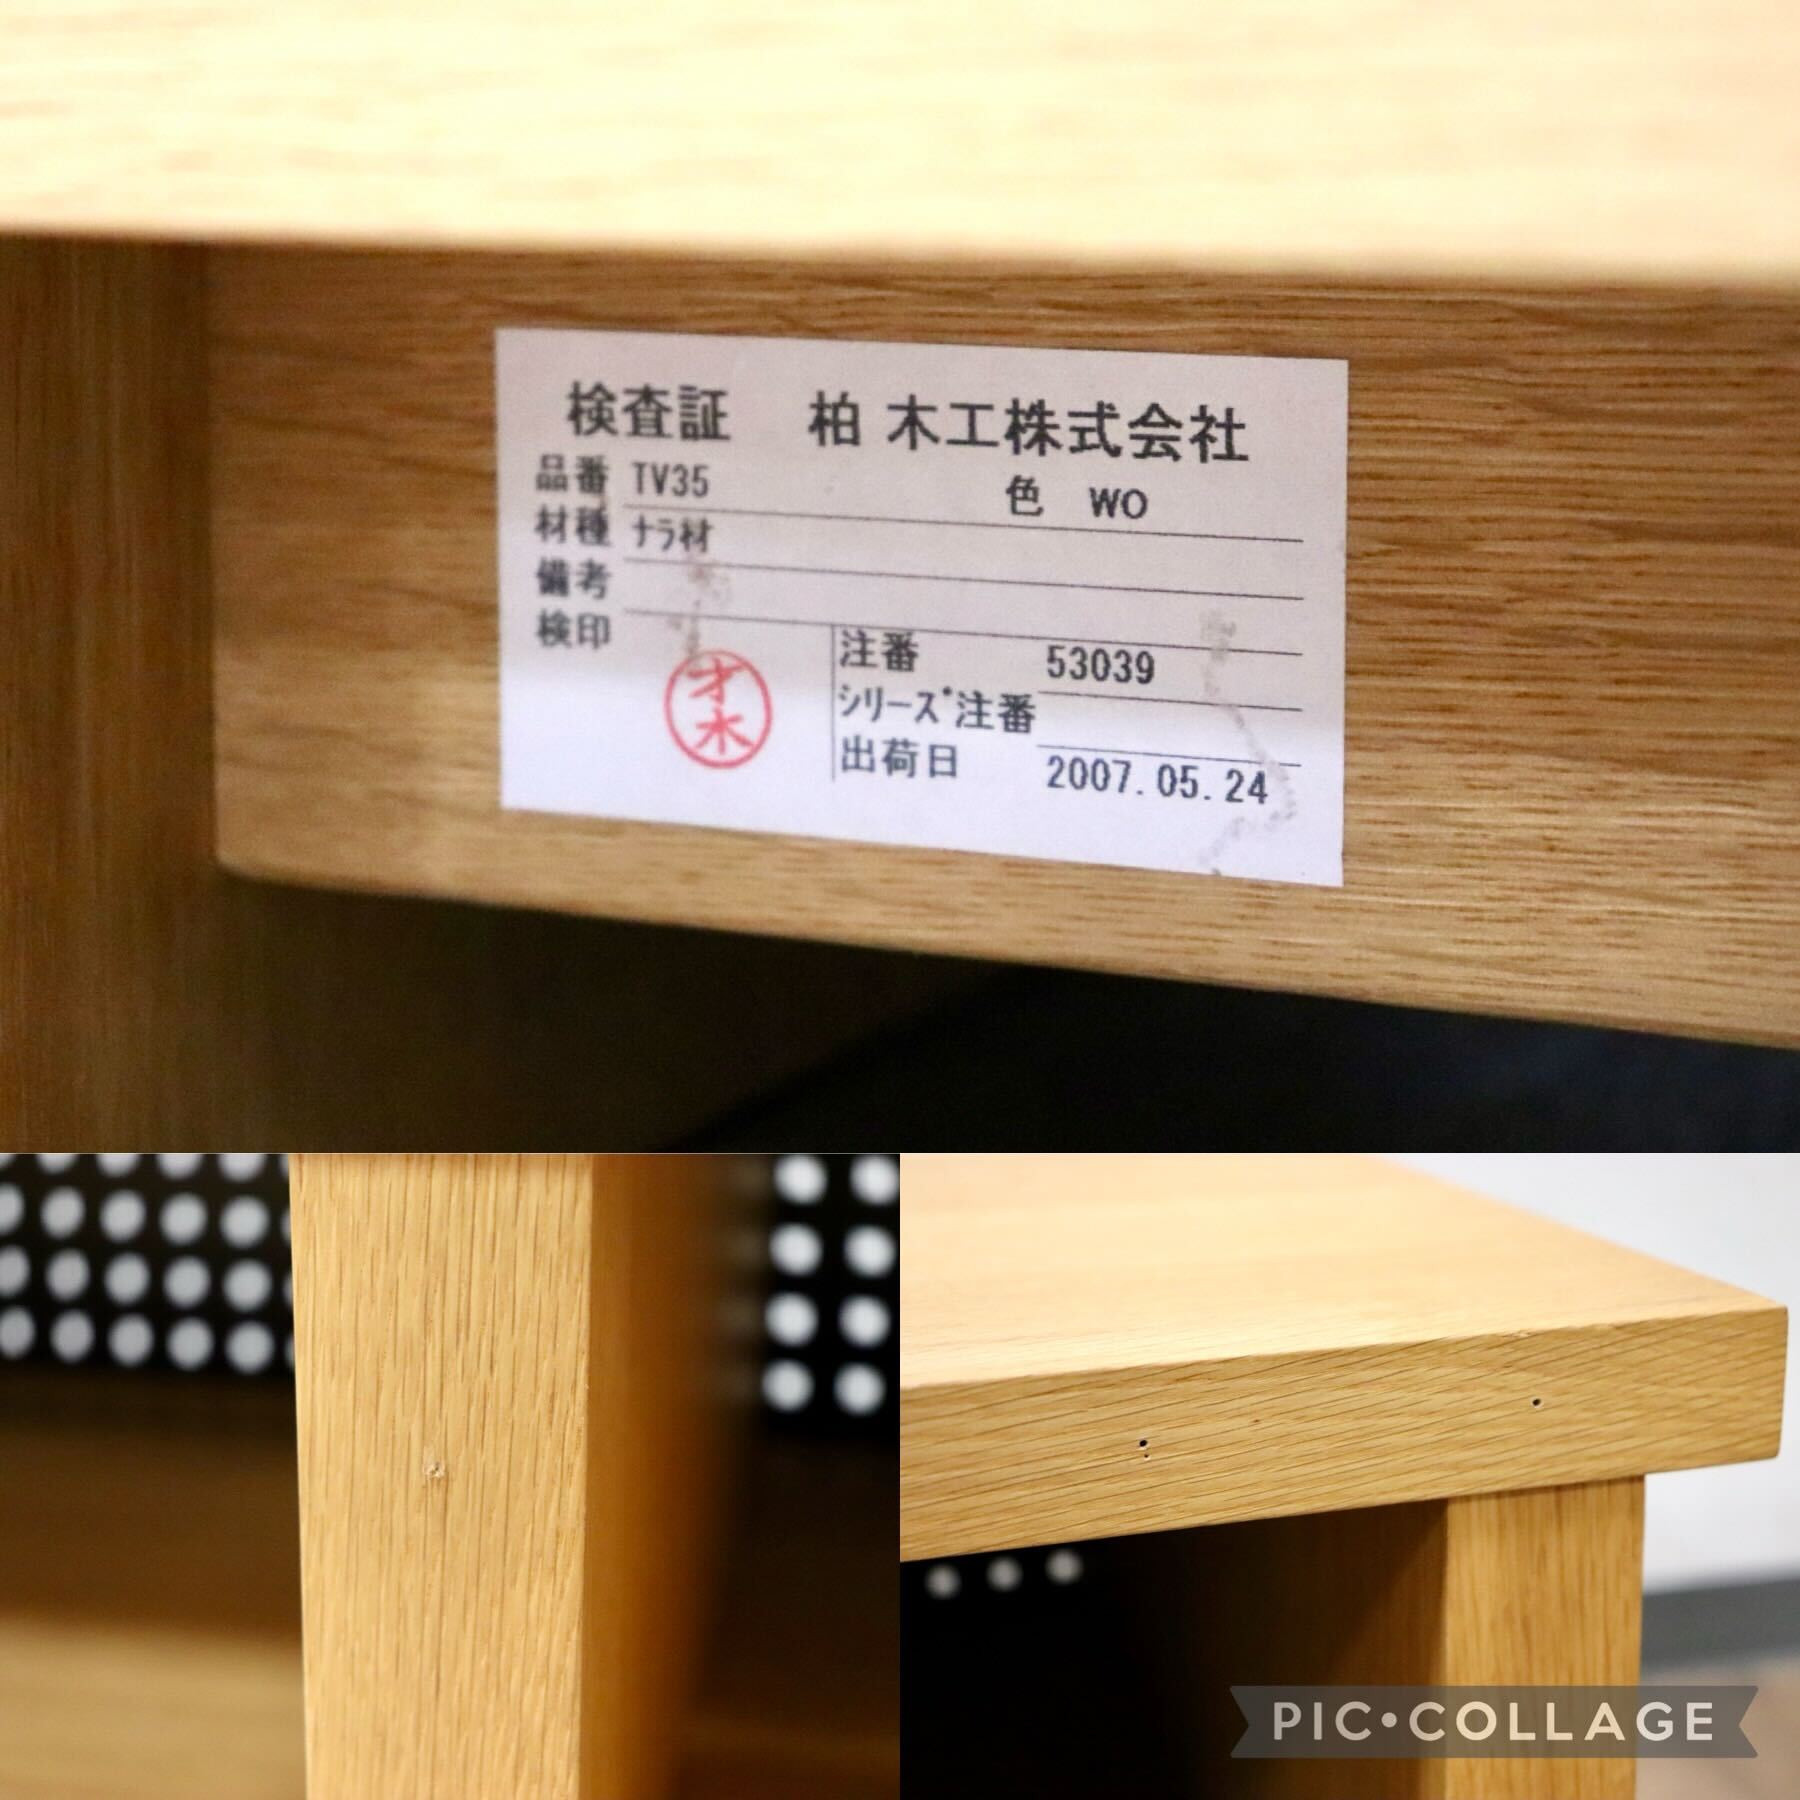 検査証 柏木工株式会社
品番 TV35 色 WO
材種 ﾅﾗ材
備考
検印
才木
注番 53039
ｼﾘｰｽﾞ注番
出荷日 2007.05.24
PIC•COLLAGE